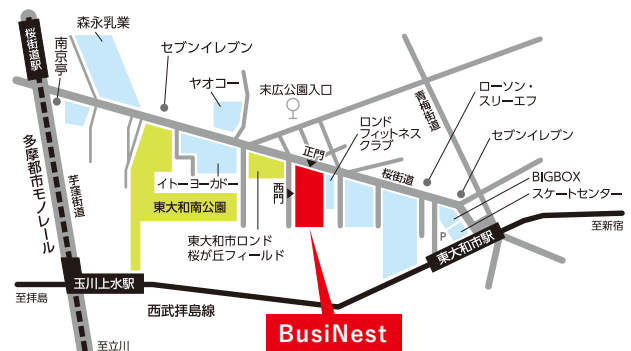 森永乳業
桜街道駅
南京亭
セブンイレブン
ヤオコー
末広公園入口
青梅街道
ローソン・
スリーエフ
ロンド
フィットネス
クラブ
正門
セブンイレブン
桜街道
BIGBOX
スケートセンター
多摩都市モノレール
芋窪街道
イトーヨーカドー
西門
東大和南公園
東大和市ロンド
桜が丘フィールド
P
東大和市駅
至新宿
玉川上水駅
至拝島
西武拝島線
BusiNest
至立川